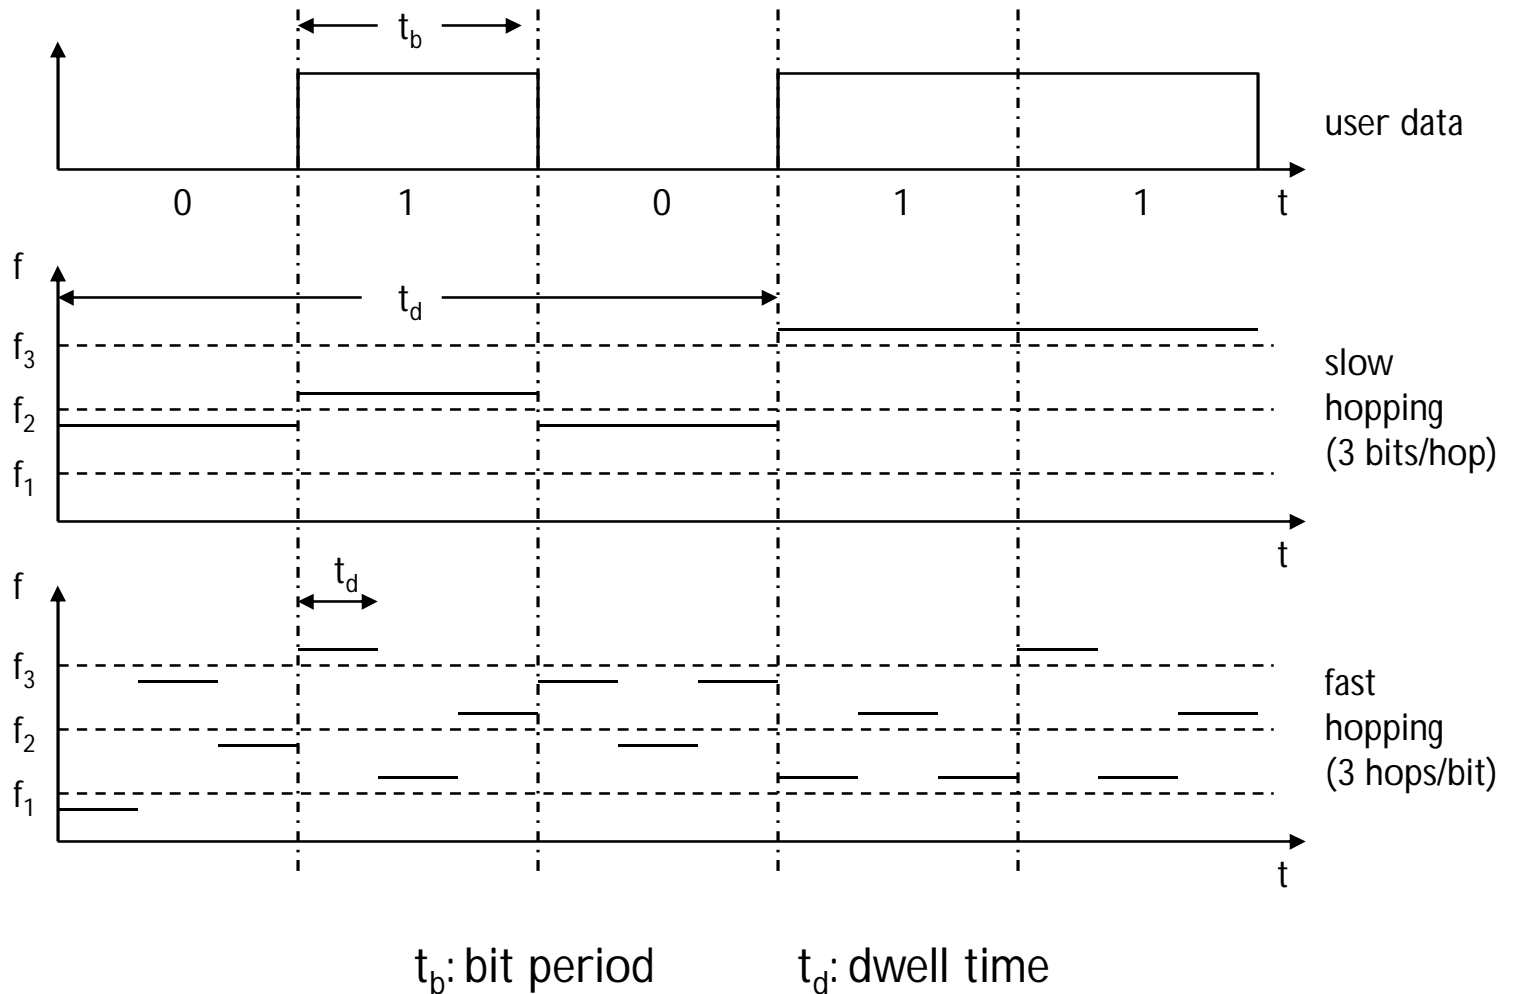 t_b
user data
0 1 0 1 1 t
f
t_d
f_3
slow
f_2
hopping
(3 bits/hop)
f_1
t
t_d
f
f_3
fast
f_2
hopping
(3 hops/bit)
f_1
t
t_b: bit period t_d: dwell time